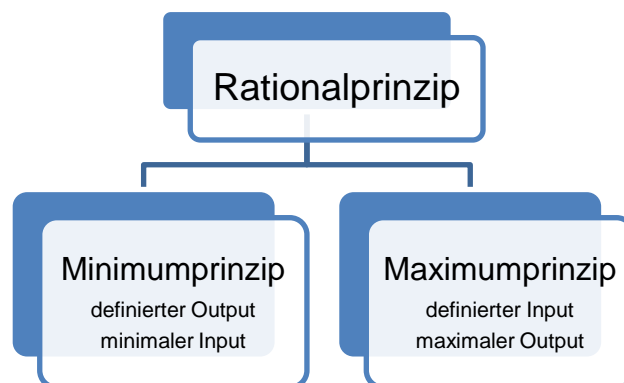 Rationalprinzip
Minimumprinzip
definierter Output
minimaler Input
Maximumprinzip
definierter Input
maximaler Output